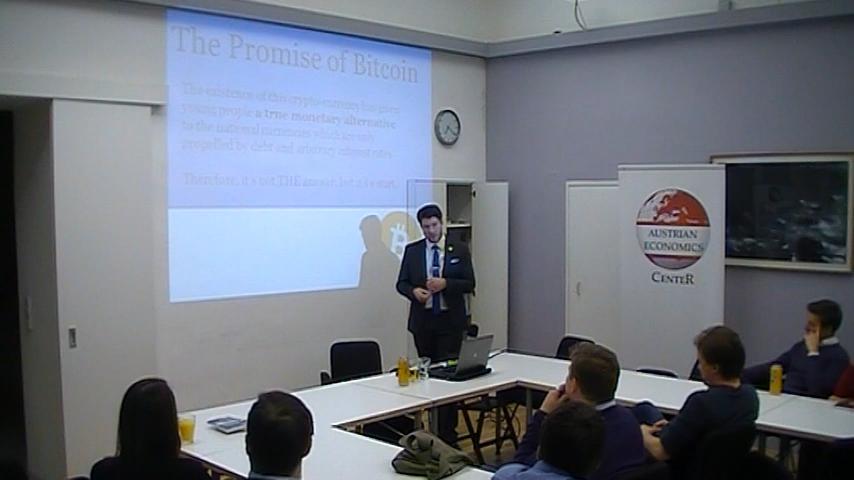 The Promise of Bitcoin
The existence of this crypto-currency has given
young people a true monetary alternative
to the national currencies which are only
propelled by debt and arbitrary interest rates.
Therefore, it's not THE answer, but it's a start.
AUSTRIAN
ECONOMICS
CENTER